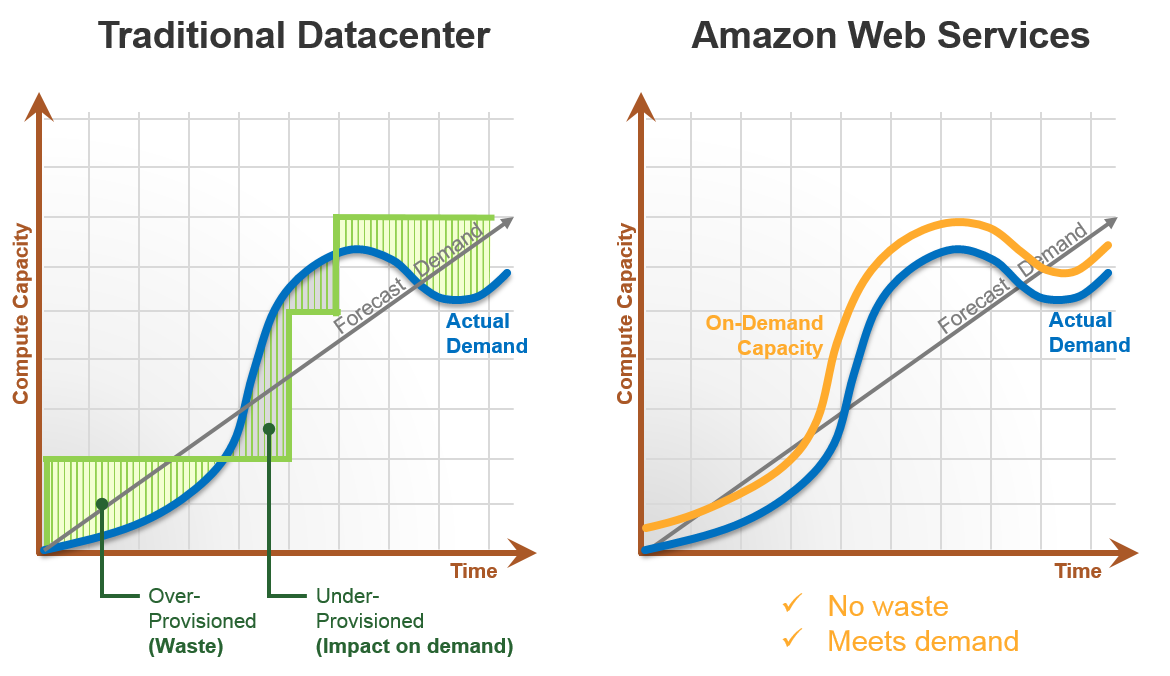 Traditional Datacenter
Compute Capacity
Forecast Demand
Actual
Demand
Time
Over-
Provisioned
(Waste)
Under-
Provisioned
(Impact on demand)
Amazon Web Services
Compute Capacity
On-Demand
Capacity
Forecast Demand
Actual
Demand
Time
✓ No waste
✓ Meets demand